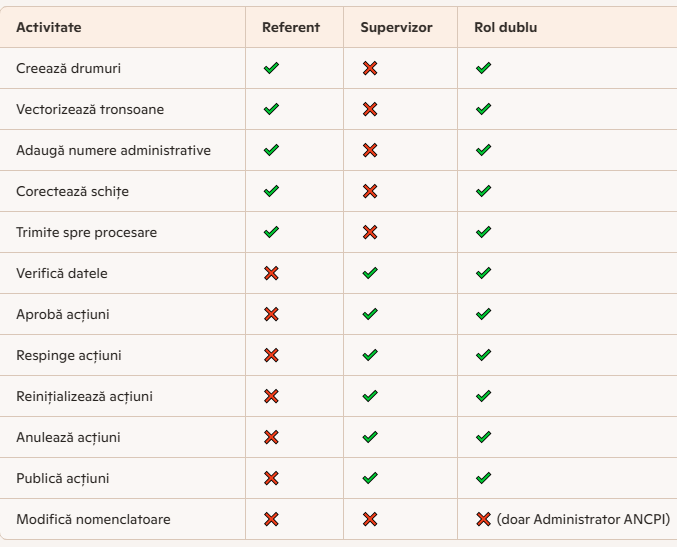 Activitate Referent Supervizor Rol dublu
Creează drumuri ✔ ❌ ✔
Vectorizează tronsoane ✔ ❌ ✔
Adaugă numere administrative ✔ ❌ ✔
Corectează schițe ✔ ❌ ✔
Trimite spre procesare ✔ ❌ ✔
Verifică datele ❌ ✔ ✔
Aprobă acțiuni ❌ ✔ ✔
Respinge acțiuni ❌ ✔ ✔
Reinițializează acțiuni ❌ ✔ ✔
Anulează acțiuni ❌ ✔ ✔
Publică acțiuni ❌ ✔ ✔
Modifică nomenclatoare ❌ ❌ ❌ (doar Administrator ANCPI)